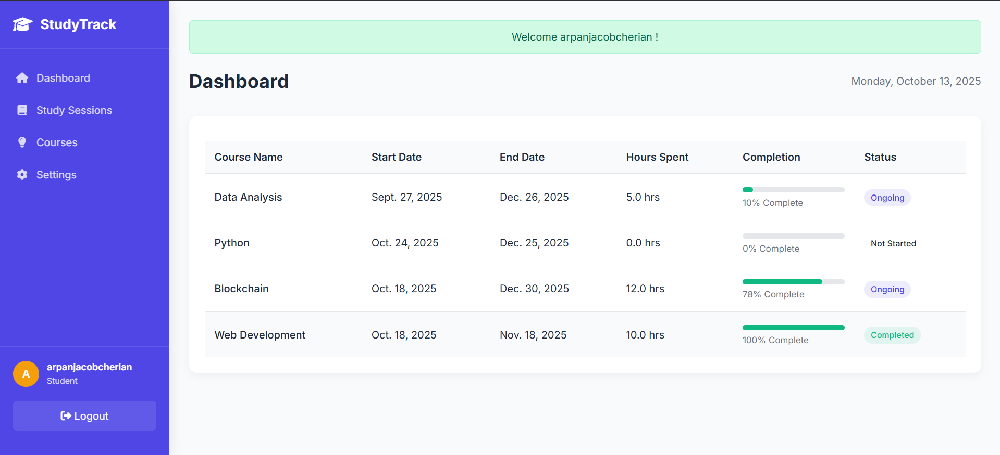 StudyTrack
Dashboard
Study Sessions
Courses
Settings
arpanjacobcherian
A
Student
Logout
Welcome arpanjacobcherian !
Dashboard Monday, October 13, 2025
Course Name Start Date End Date Hours Spent Completion Status
Data Analysis Sept. 27, 2025 Dec. 26, 2025 5.0 hrs 10% Complete Ongoing
Python Oct. 24, 2025 Dec. 25, 2025 0.0 hrs 0% Complete Not Started
Blockchain Oct. 18, 2025 Dec. 30, 2025 12.0 hrs 78% Complete Ongoing
Web Development Oct. 18, 2025 Nov. 18, 2025 10.0 hrs 100% Complete Completed